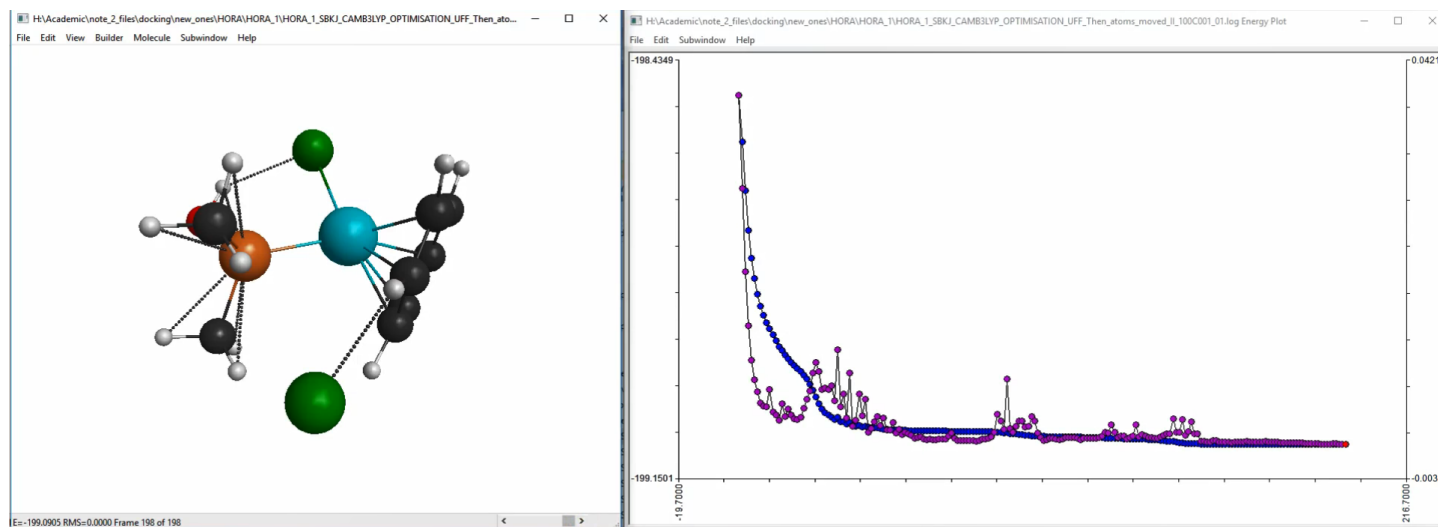 H:\Academic\note_2_files\docking\new_ones\HORA\HORA_1\HORA_1_SBKJ_CAMB3LYP_OPTIMISATION_UFF_Then_ato...
File Edit View Builder Molecule Subwindow Help
E=-199.0905 RMS=0.0000 Frame 198 of 198
H:\Academic\note_2_files\docking\new_ones\HORA\HORA_1\HORA_1_SBKJ_CAMB3LYP_OPTIMISATION_UFF_Then_atoms_moved_II_100C001_01.log Energy Plot
File Edit Subwindow Help
-198.4349
0.0421
-199.1501
-0.003
-19.7000
216.7000